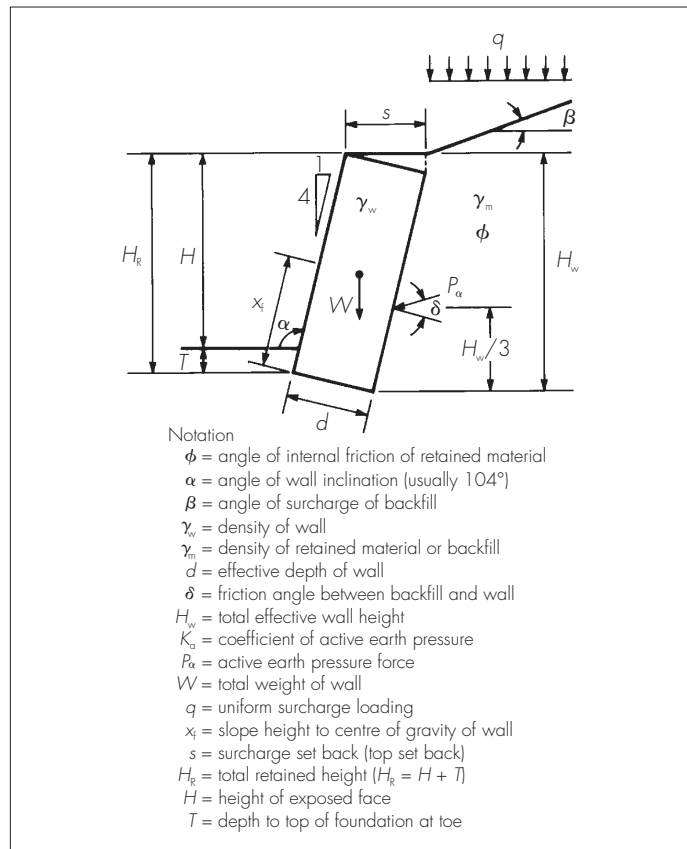 q
s
β
1
4
γw
γm
ϕ
HR
H
Hw
xf
Pα
δ
W
α
Hw/3
T
d
Notation
ϕ = angle of internal friction of retained material
α = angle of wall inclination (usually 104°)
β = angle of surcharge of backfill
γw = density of wall
γm = density of retained material or backfill
d = effective depth of wall
δ = friction angle between backfill and wall
Hw = total effective wall height
Ka = coefficient of active earth pressure
Pα = active earth pressure force
W = total weight of wall
q = uniform surcharge loading
xf = slope height to centre of gravity of wall
s = surcharge set back (top set back)
HR = total retained height (HR = H + T)
H = height of exposed face
T = depth to top of foundation at toe